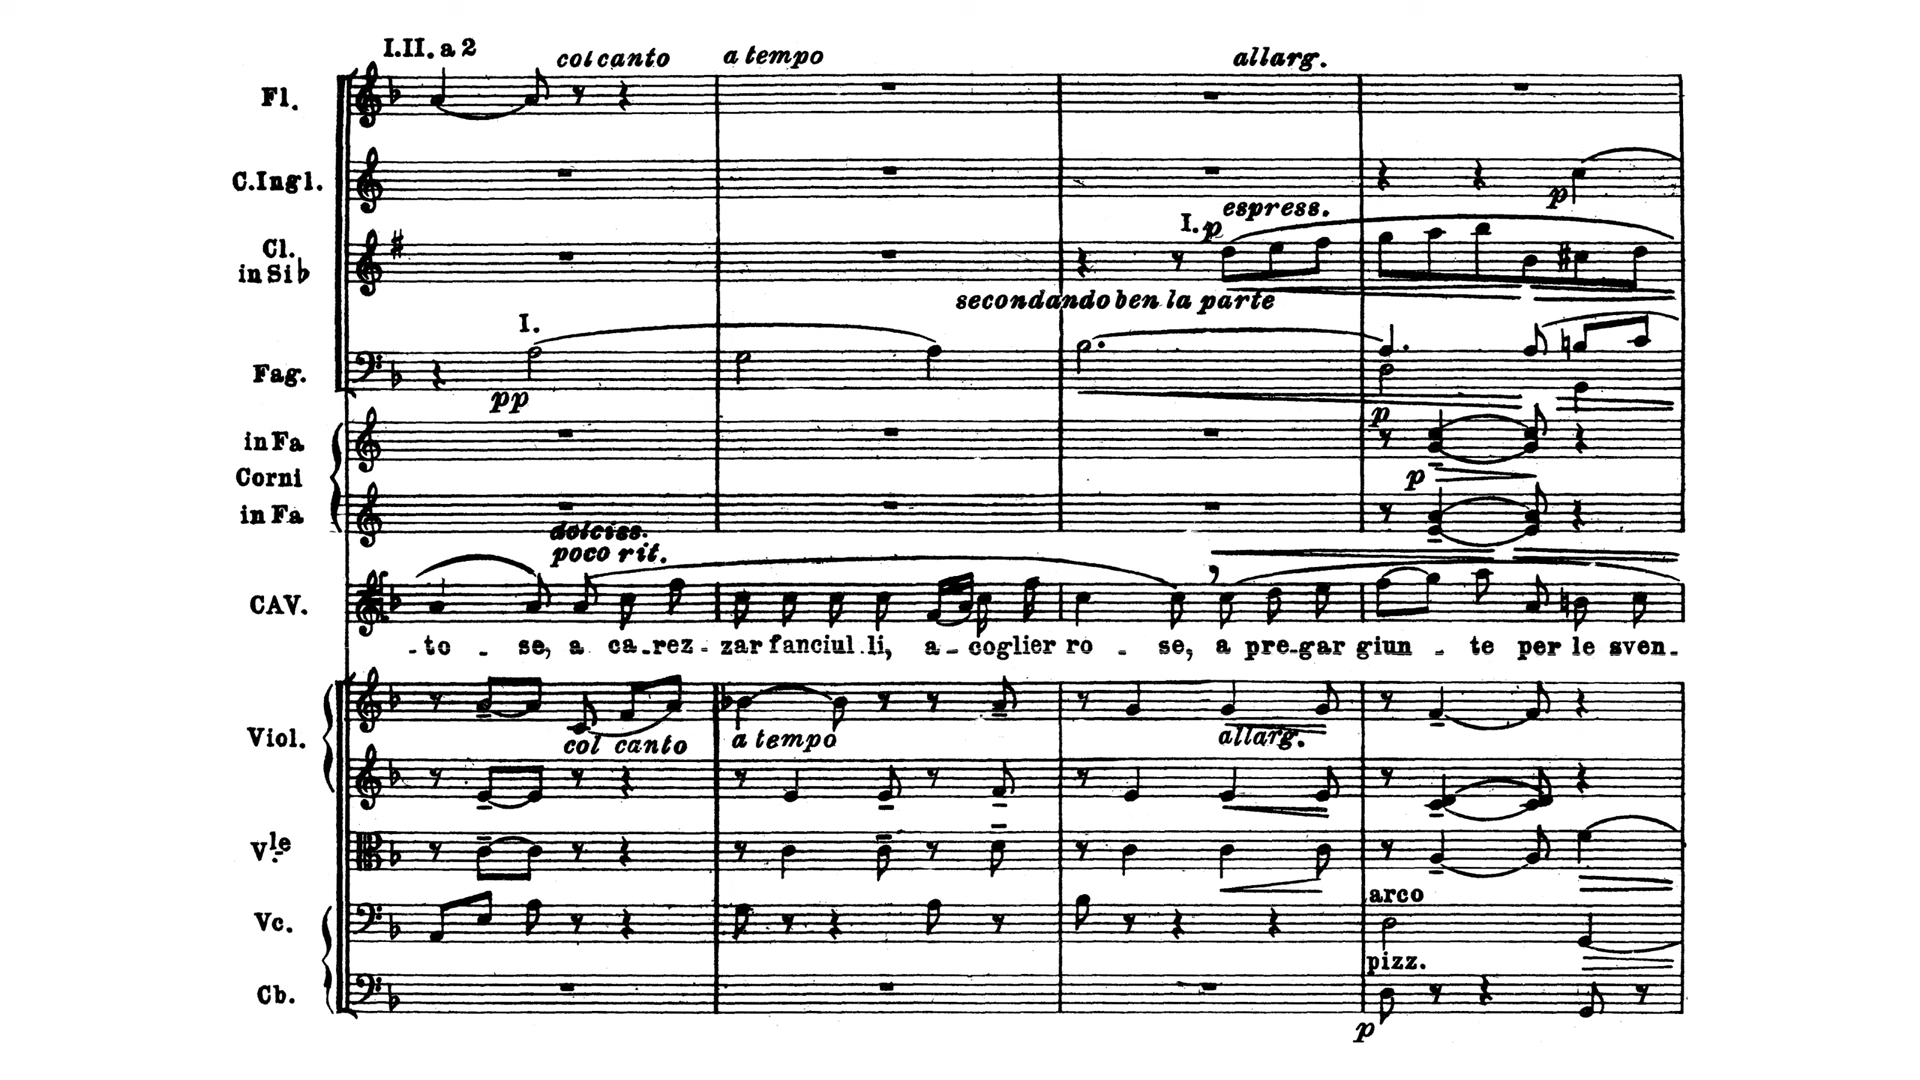 I.II. a 2
col canto
a tempo
allarg.
Fl.
C.Ingl.
p
espress.
I. p
Cl.
in Si♭
secondando ben la parte
I.
Fag.
pp
p
in Fa
Corni
p
in Fa
dolciss.
poco rit.
CAV.
- to - se, a ca-rez - zar fanciul-li, a - coglier ro - se, a pre-gar giun - te per le sven-
Viol.
col canto
a tempo
allarg.
Vle
arco
Vc.
pizz.
Cb.
p